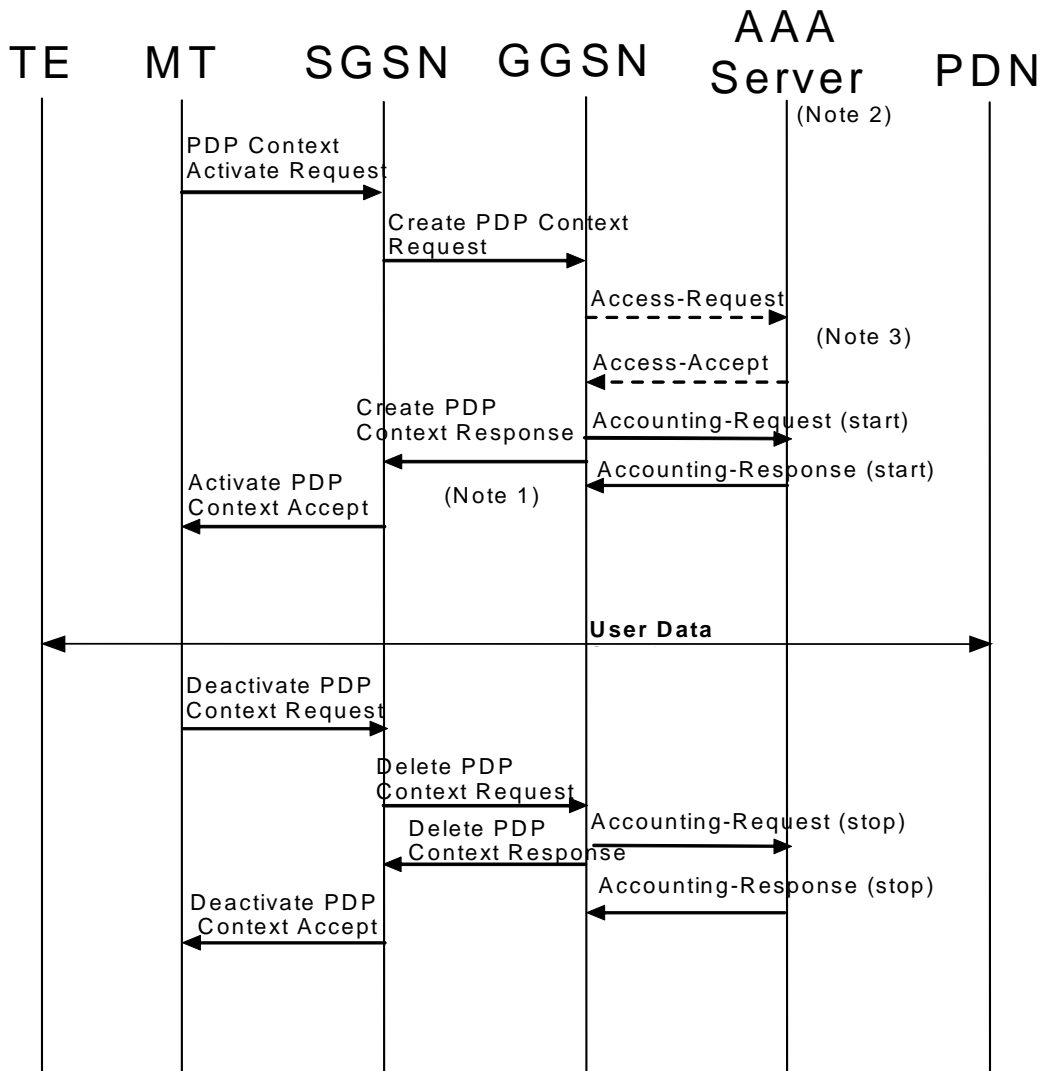 TE MT SGSN GGSN AAA Server PDN
(Note 2)
PDP Context
Activate Request
Create PDP Context
Request
Access-Request
(Note 3)
Access-Accept
Create PDP
Context Response
Accounting-Request (start)
Accounting-Response (start)
(Note 1)
Activate PDP
Context Accept
User Data
Deactivate PDP
Context Request
Delete PDP
Context Request
Accounting-Request (stop)
Delete PDP
Context Response
Accounting-Response (stop)
Deactivate PDP
Context Accept